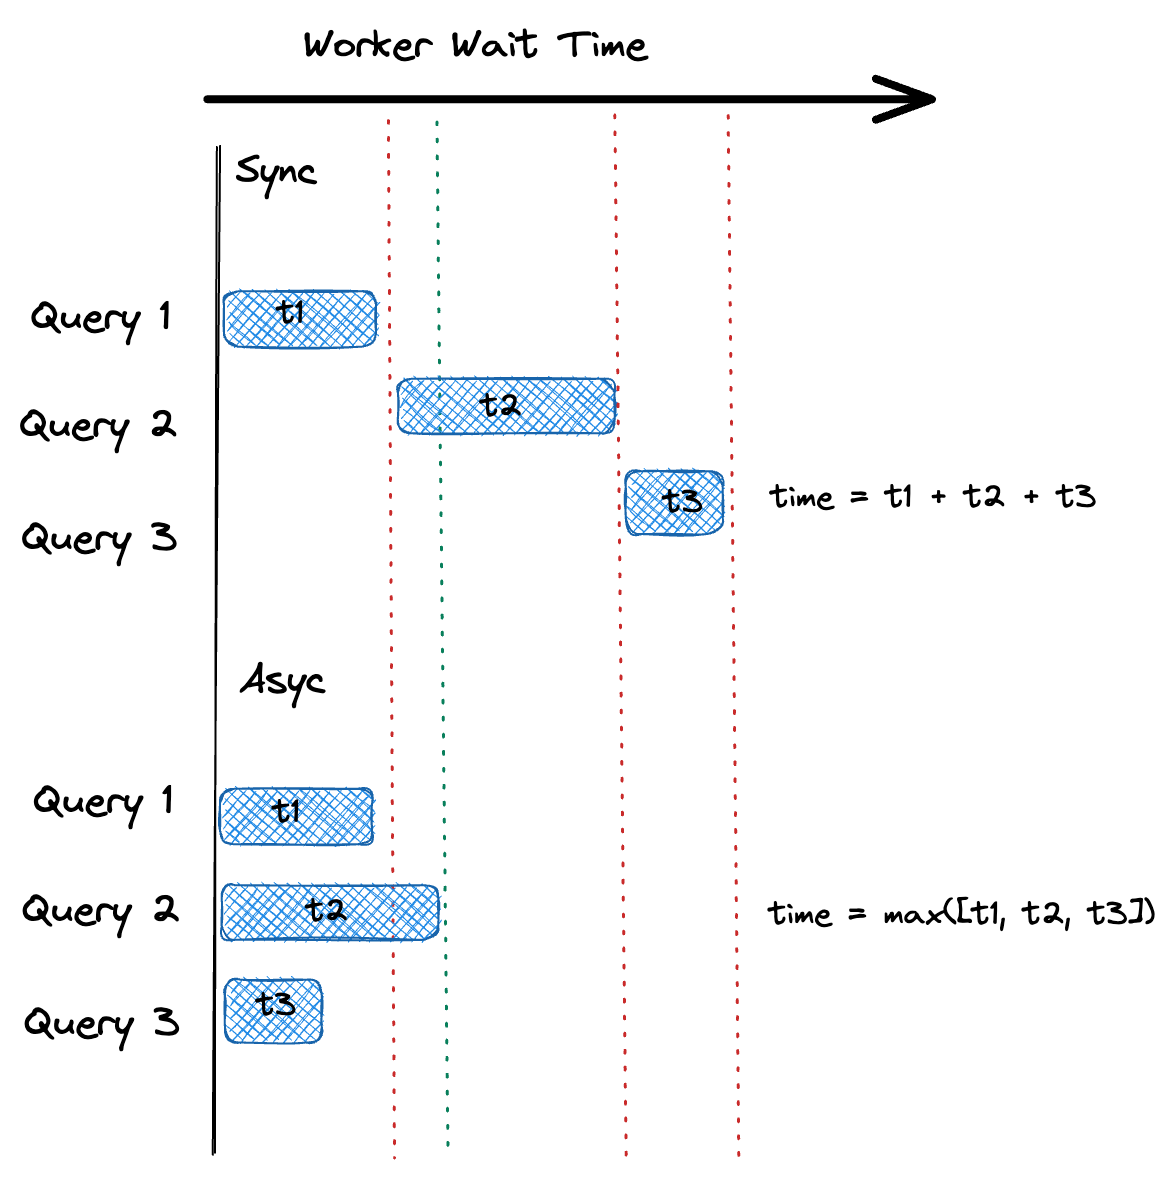 Worker Wait Time
Sync
Query 1
t1
Query 2
t2
Query 3
t3
time = t1 + t2 + t3
Asyc
Query 1
t1
Query 2
t2
time = max([t1, t2, t3])
Query 3
t3